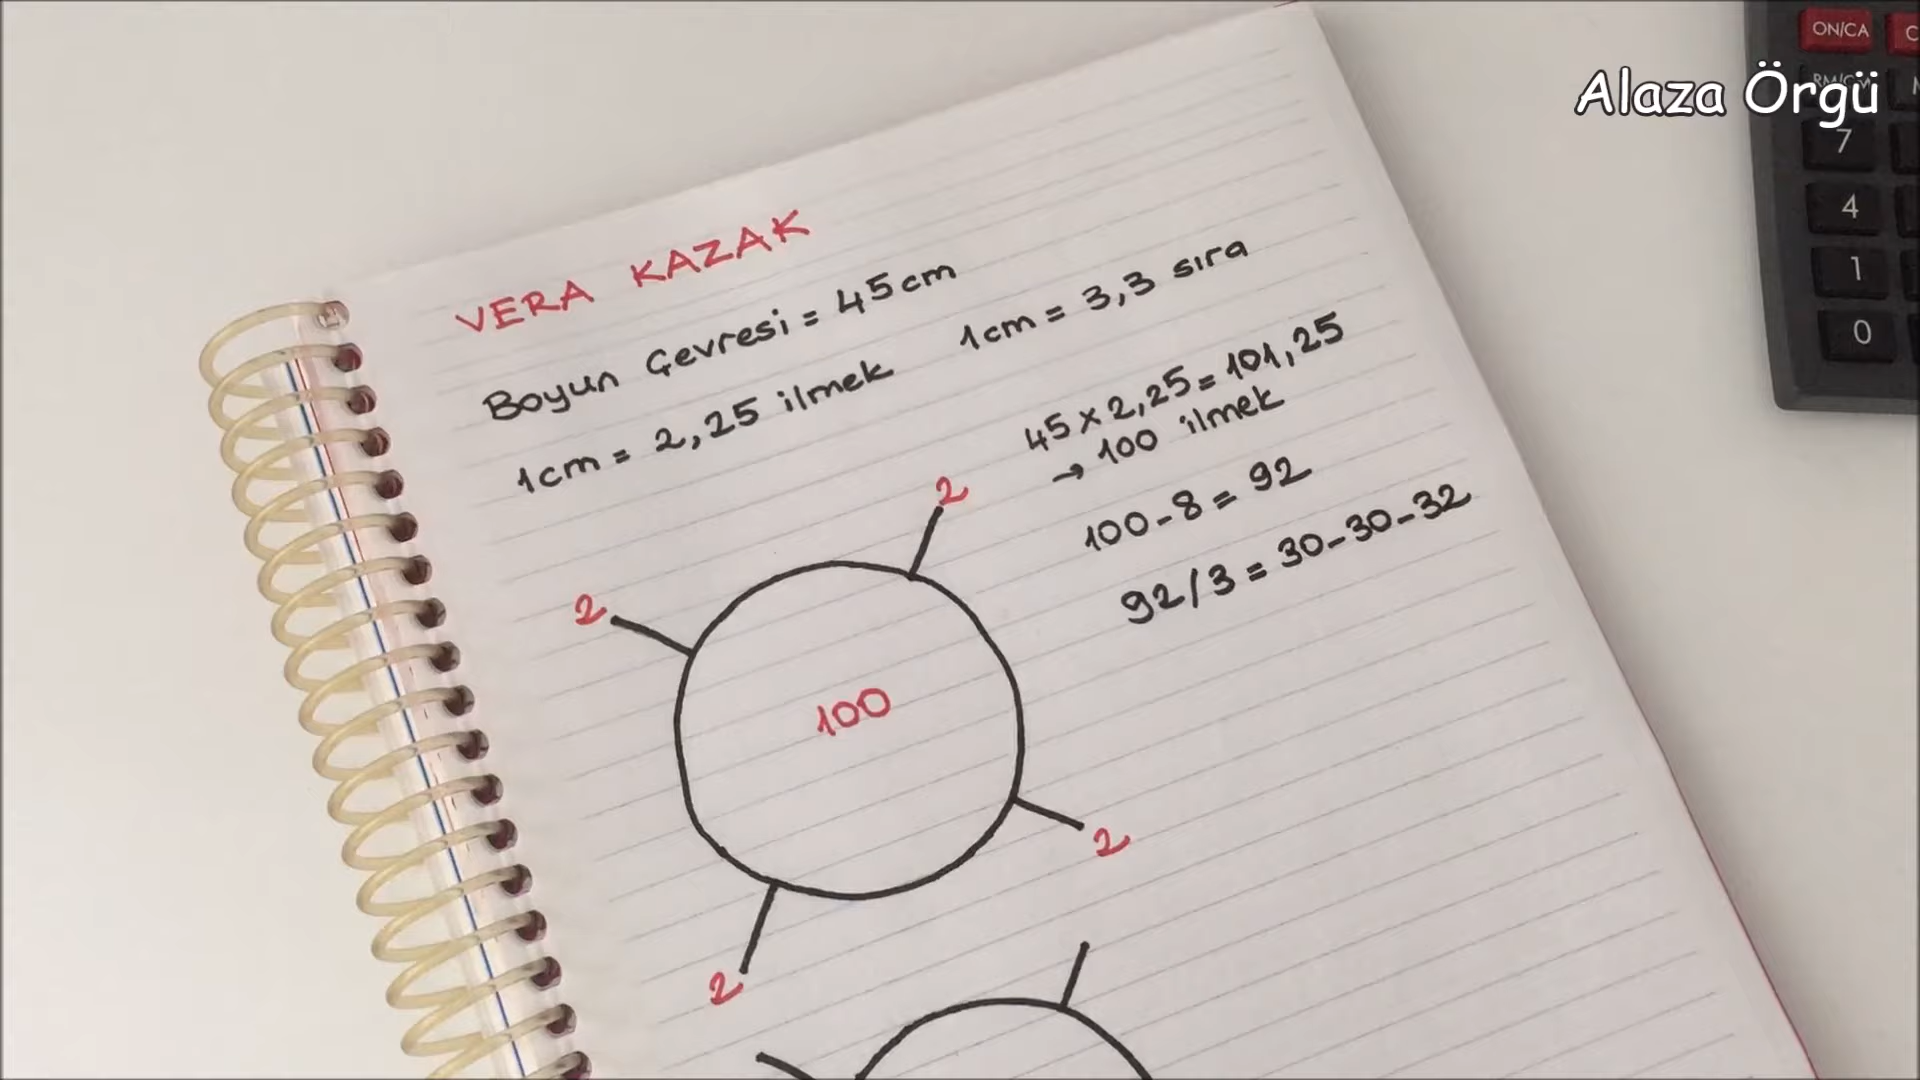 Alaza Örgü
ON/CA
C
7
4
1
0
VERA KAZAK
Boyun Çevresi = 45cm
1cm = 2,25 ilmek 1cm = 3,3 sıra
45 x 2,25 = 101,25
→ 100 ilmek
100-8 = 92
92/3 = 30-30-32
2
2
100
2
2